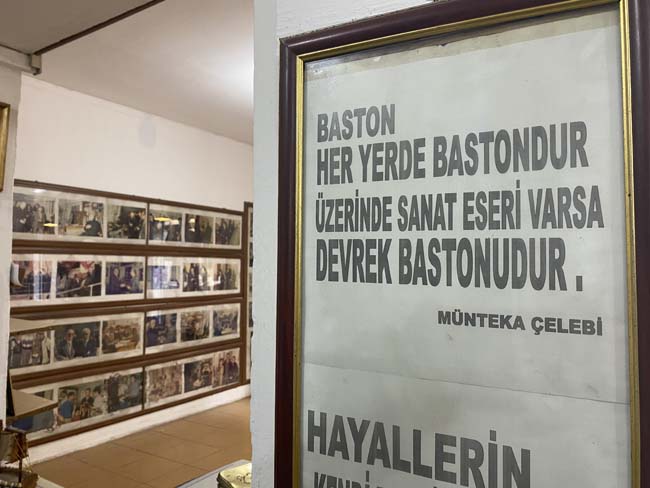 BASTON
HER YERDE BASTONDUR
ÜZERİNDE SANAT ESERİ VARSA
DEVREK BASTONUDUR .
MÜNTEKA ÇELEBİ
HAYALLERİN